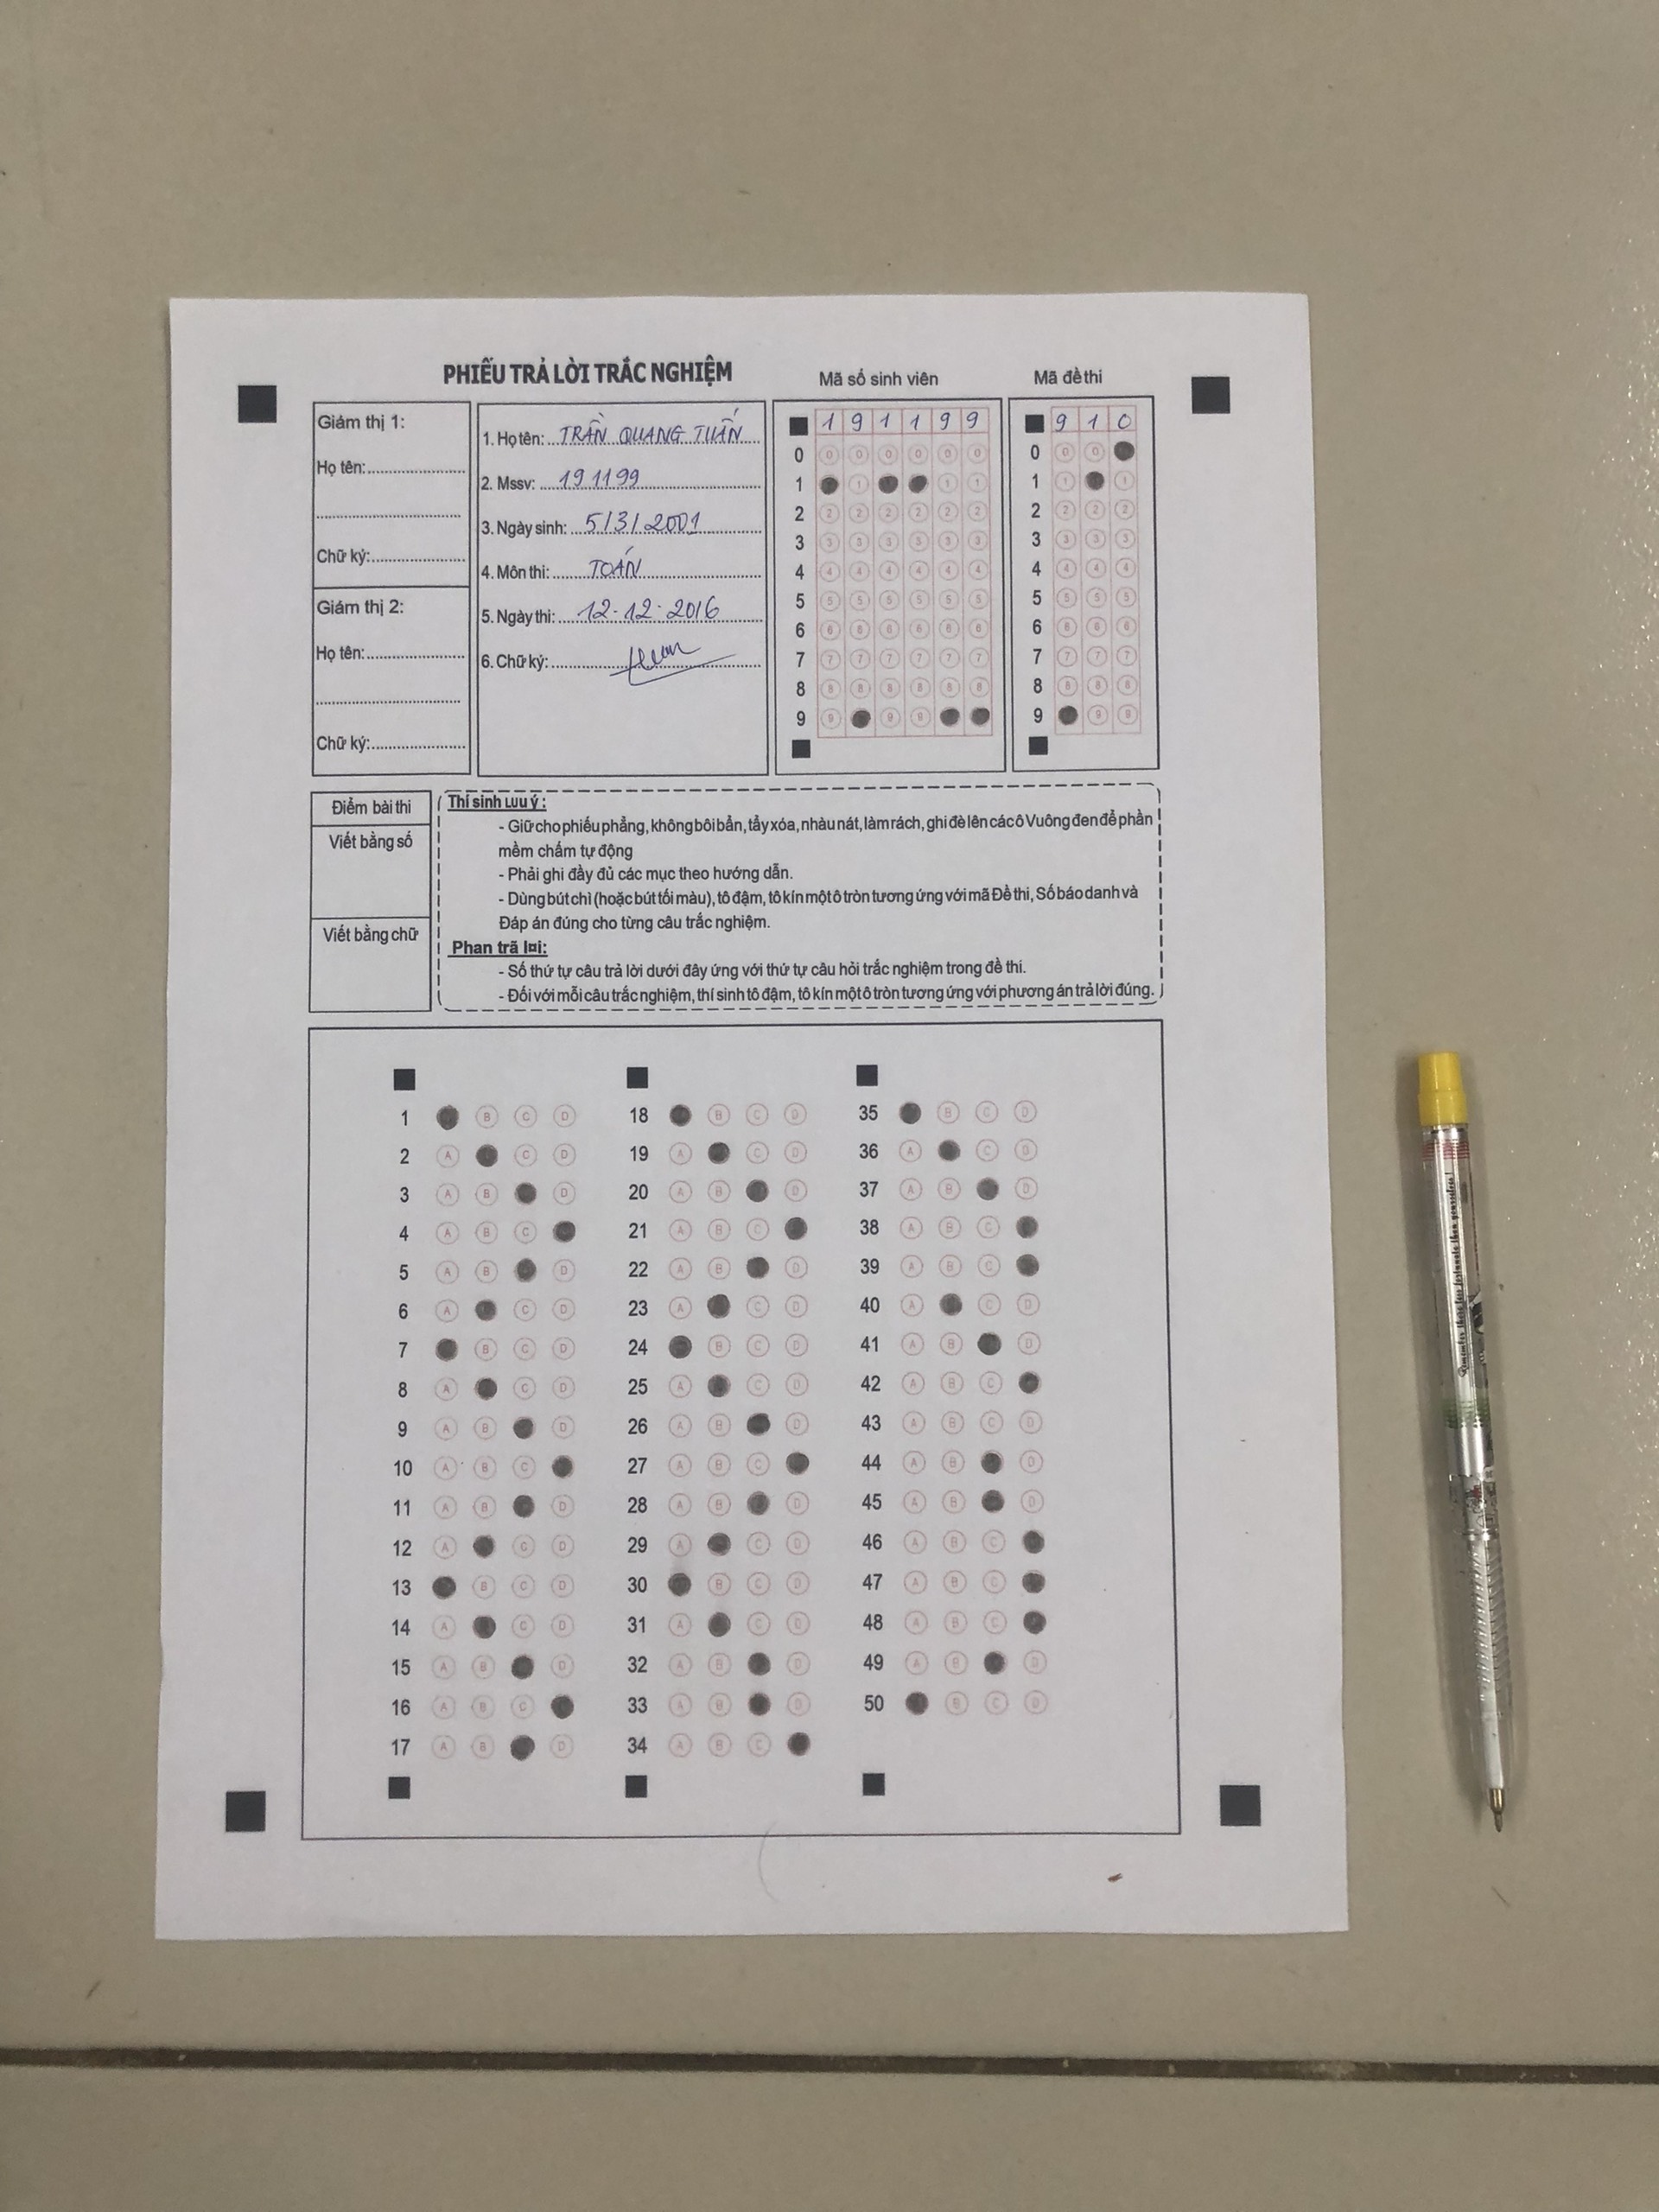 PHIẾU TRẢ LỜI TRẮC NGHIỆM
Giám thị 1:
Họ tên:
Chữ ký:
Giám thị 2:
Họ tên:
Chữ ký:
1. Họ tên: TRẦN QUANG TUẤN
2. Mssv: 191199
3. Ngày sinh: 5/3/2001
4. Môn thi: TOÁN
5. Ngày thi: 12.12.2016
6. Chữ ký:
Mã số sinh viên
1 9 1 1 9 9
0 0 0 0 0 0 0
1 1 1 1
2 2 2 2 2 2 2
3 3 3 3 3 3 3
4 4 4 4 4 4 4
5 5 5 5 5 5 5
6 6 6 6 6 6 6
7 7 7 7 7 7 7
8 8 8 8 8 8 8
9 9 9 9
Mã đề thi
9 1 0
0 0 0
1 1 1
2 2 2 2
3 3 3 3
4 4 4 4
5 5 5 5
6 6 6 6
7 7 7 7
8 8 8 8
9 9 9
Điểm bài thi
Viết bằng số
Viết bằng chữ
Thí sinh Lưu ý:
- Giữ cho phiếu phẳng, không bôi bẩn, tẩy xóa, nhàu nát, làm rách, ghi đè lên các ô Vuông đen để phần
mềm chấm tự động
- Phải ghi đầy đủ các mục theo hướng dẫn.
- Dùng bút chì (hoặc bút tối màu), tô đậm, tô kín một ô tròn tương ứng với mã Đề thi, Số báo danh và
Đáp án đúng cho từng câu trắc nghiệm.
Phan trã lơi:
- Số thứ tự câu trả lời dưới đây ứng với thứ tự câu hỏi trắc nghiệm trong đề thi.
- Đối với mỗi câu trắc nghiệm, thí sinh tô đậm, tô kín một ô tròn tương ứng với phương án trả lời đúng.
1 B C D
2 A C D
3 A B D
4 A B C
5 A B D
6 A C D
7 B C D
8 A C D
9 A B D
10 A B C
11 A B D
12 A C D
13 B C D
14 A C D
15 A B D
16 A B C
17 A B D
18 B C D
19 A C D
20 A B D
21 A B C
22 A B D
23 A C D
24 B C D
25 A C D
26 A B D
27 A B C
28 A B D
29 A C D
30 B C D
31 A C D
32 A B D
33 A B D
34 A B C
35 B C D
36 A C D
37 A B D
38 A B C
39 A B C
40 A C D
41 A B D
42 A B C
43 A B C D
44 A B D
45 A B D
46 A B C
47 A B C
48 A B C
49 A B D
50 B C D